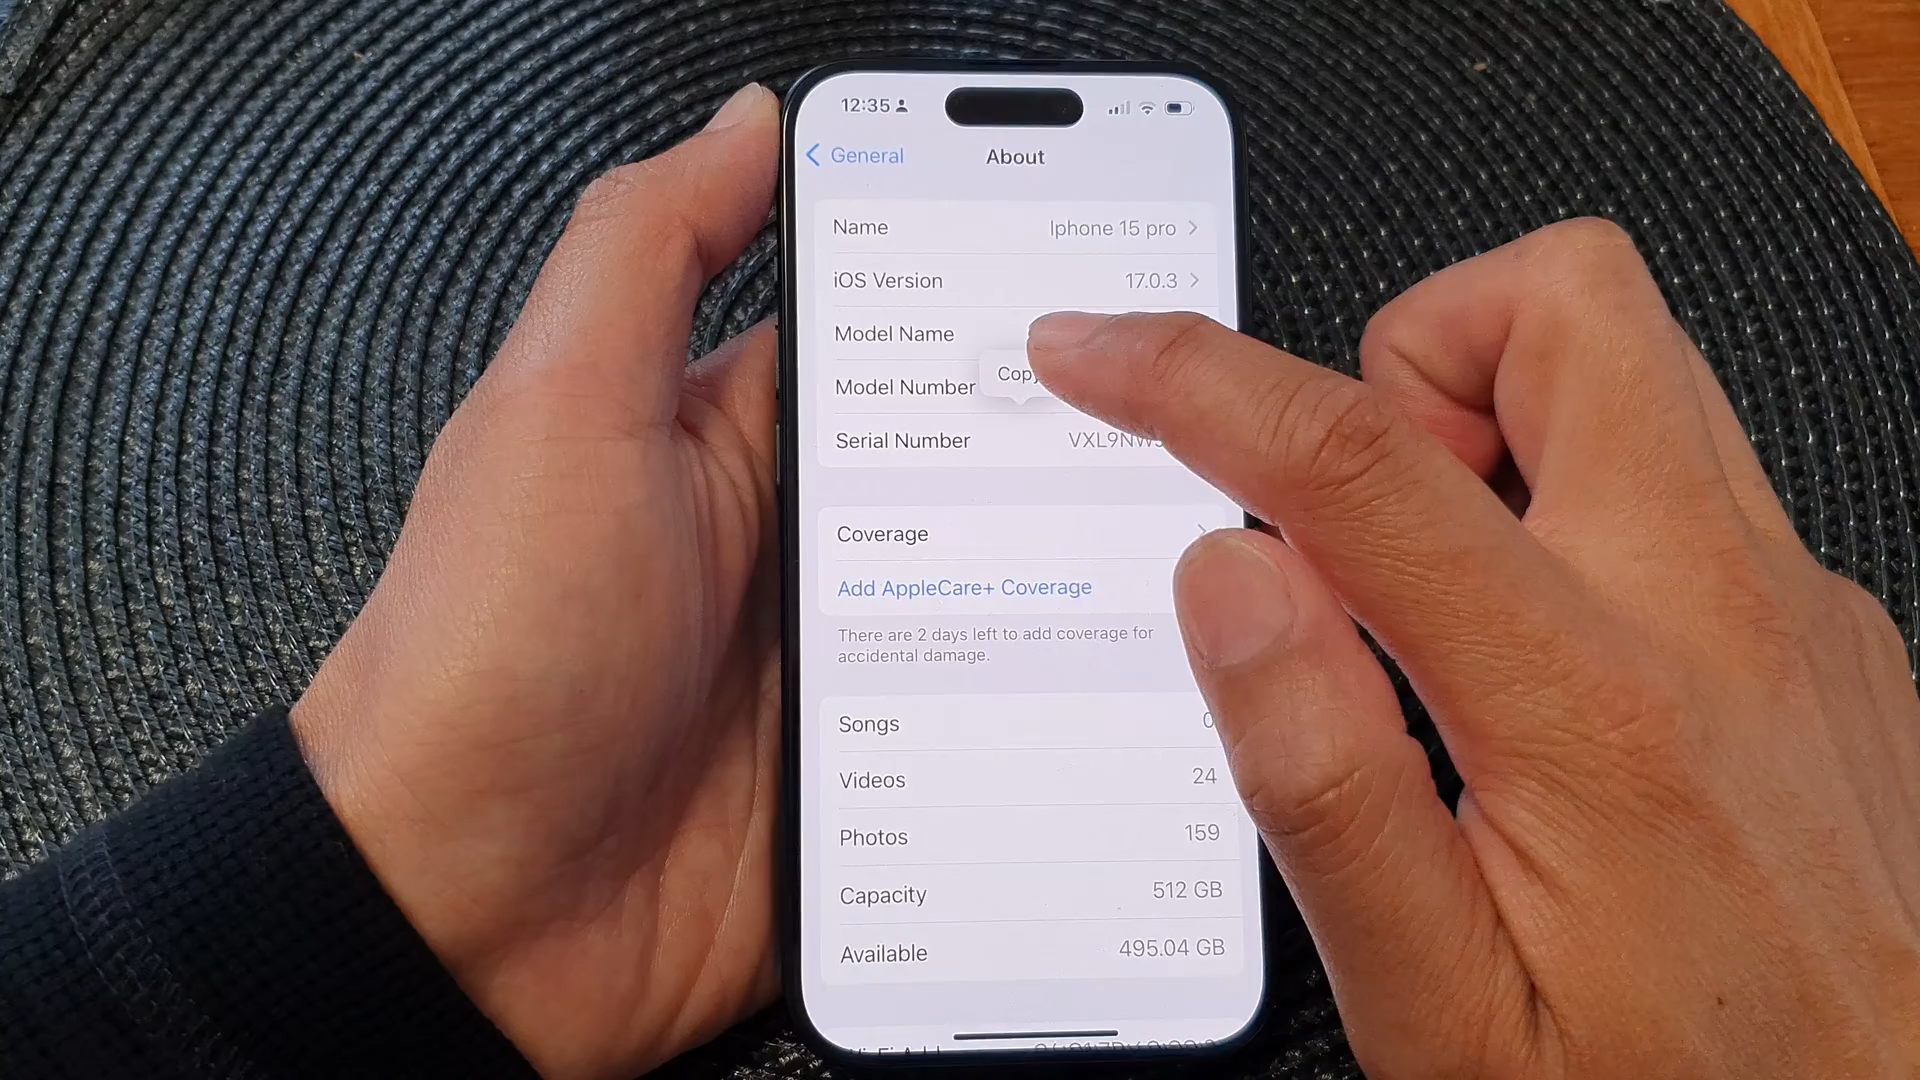 12:35
General
About
Name Iphone 15 pro
iOS Version 17.0.3
Model Name
Copy
Model Number
Serial Number
Coverage
Add AppleCare+ Coverage
There are 2 days left to add coverage for
accidental damage.
Songs 0
Videos 24
Photos 159
Capacity 512 GB
Available 495.04 GB